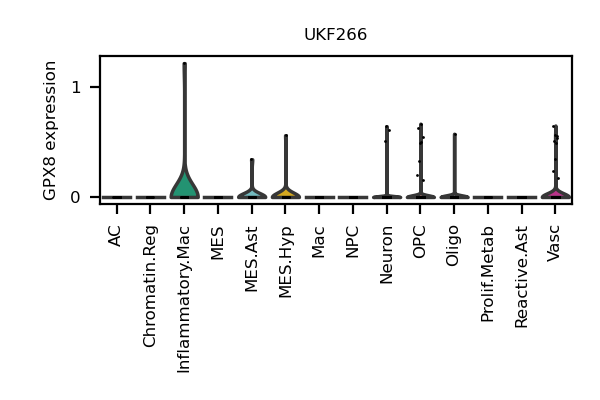 UKF266
GPX8 expression
1
0
AC
Chromatin.Reg
Inflammatory.Mac
MES
MES.Ast
MES.Hyp
Mac
NPC
Neuron
OPC
Oligo
Prolif.Metab
Reactive.Ast
Vasc